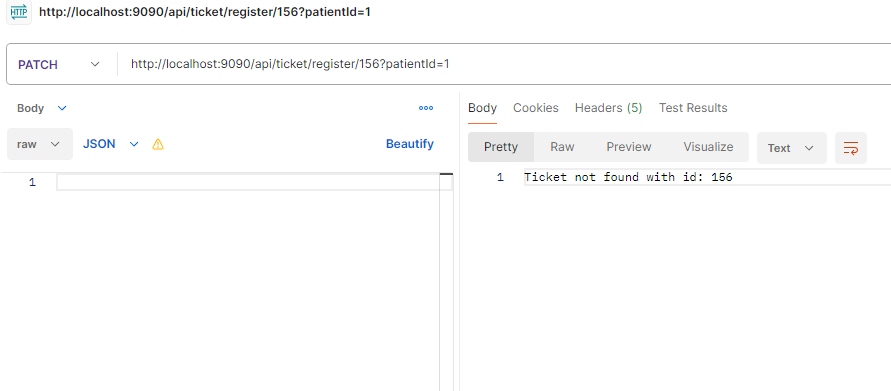 HTTP http://localhost:9090/api/ticket/register/156?patientId=1
PATCH http://localhost:9090/api/ticket/register/156?patientId=1
Body
raw JSON Beautify
1
Body Cookies Headers (5) Test Results
Pretty Raw Preview Visualize Text
1 Ticket not found with id: 156